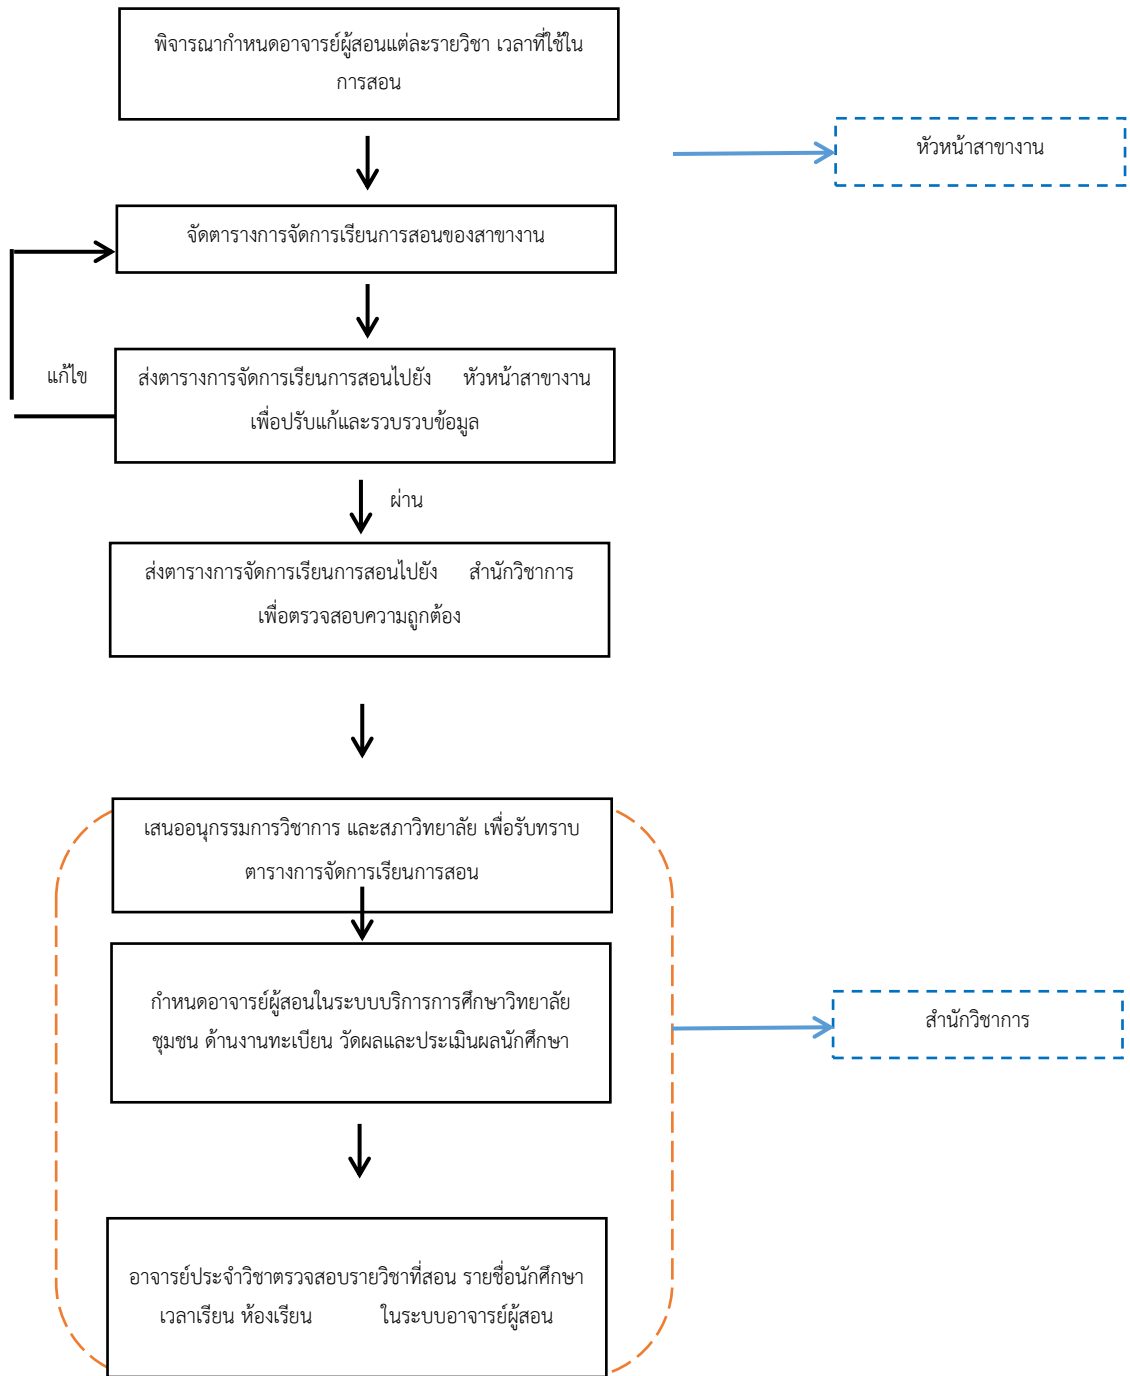 พิจารณากำหนดอาจารย์ผู้สอนแต่ละรายวิชา เวลาที่ใช้ใน
การสอน
หัวหน้าสาขางาน
จัดตารางการจัดการเรียนการสอนของสาขางาน
แก้ไข
ส่งตารางการจัดการเรียนการสอนไปยัง หัวหน้าสาขางาน
เพื่อปรับแก้และรวบรวบข้อมูล
ผ่าน
ส่งตารางการจัดการเรียนการสอนไปยัง สำนักวิชาการ
เพื่อตรวจสอบความถูกต้อง
เสนออนุกรรมการวิชาการ และสภาวิทยาลัย เพื่อรับทราบ
ตารางการจัดการเรียนการสอน
กำหนดอาจารย์ผู้สอนในระบบบริการการศึกษาวิทยาลัย
ชุมชน ด้านงานทะเบียน วัดผลและประเมินผลนักศึกษา
สำนักวิชาการ
อาจารย์ประจำวิชาตรวจสอบรายวิชาที่สอน รายชื่อนักศึกษา
เวลาเรียน ห้องเรียน ในระบบอาจารย์ผู้สอน